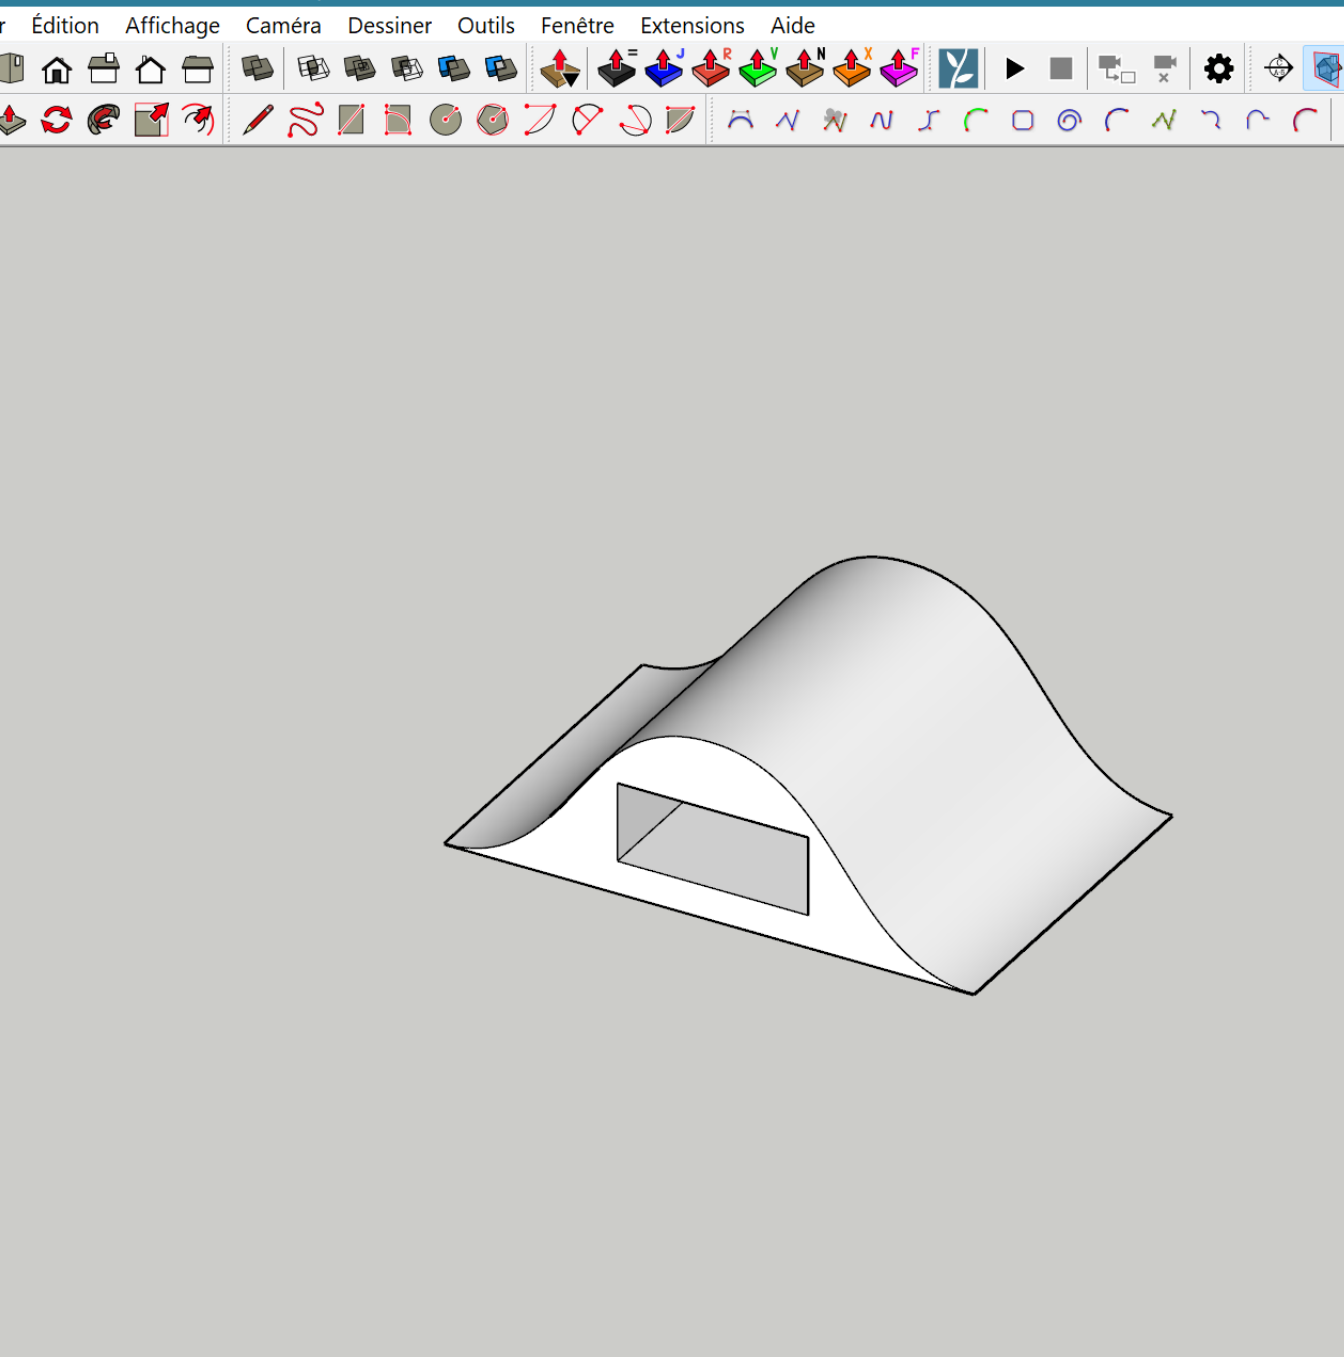 r Édition Affichage Caméra Dessiner Outils Fenêtre Extensions Aide
= J R V N X F